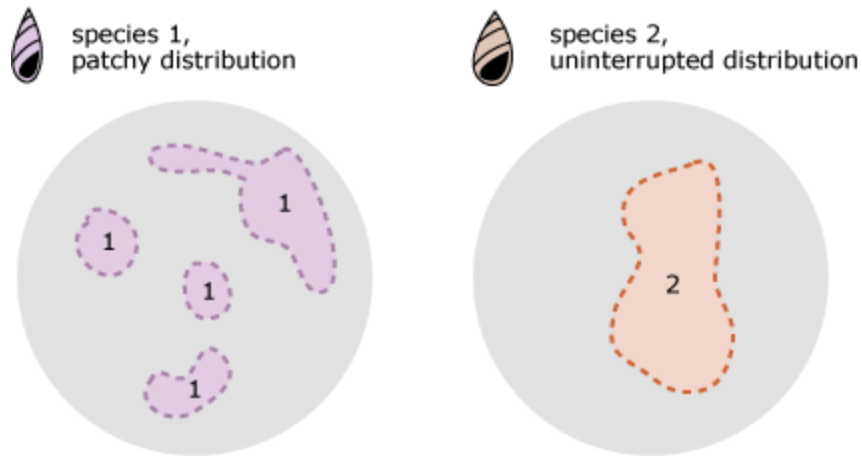 species 1,
patchy distribution
species 2,
uninterrupted distribution
1
1
1
1
2